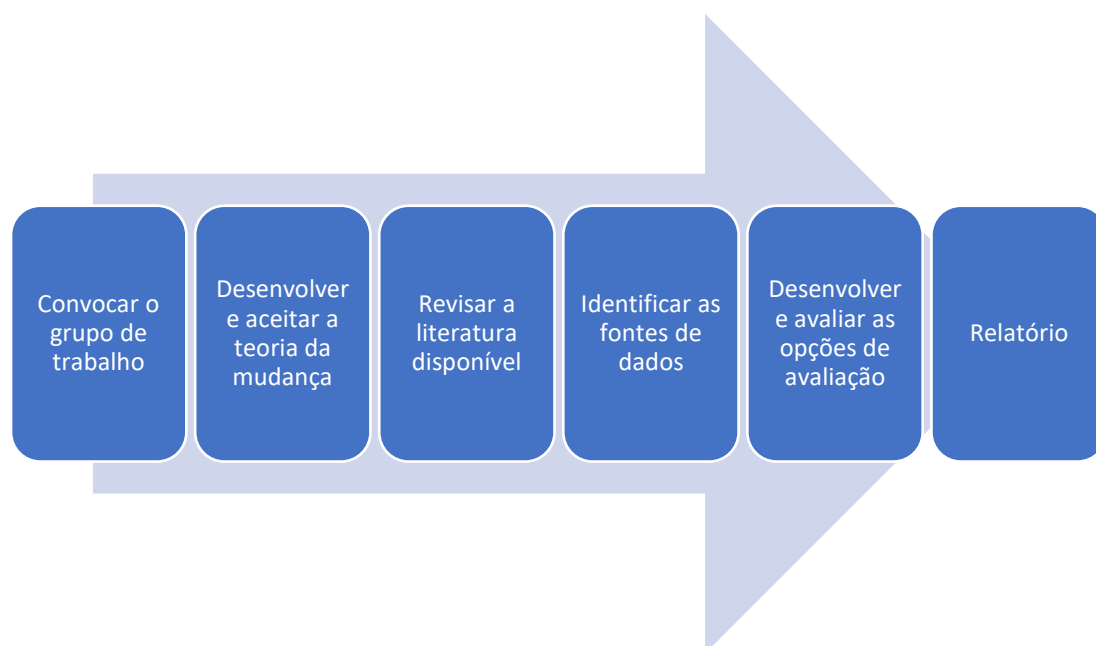 Convocar o
grupo de
trabalho
Desenvolver
e aceitar a
teoria da
mudança
Revisar a
literatura
disponível
Identificar as
fontes de
dados
Desenvolver
e avaliar as
opções de
avaliação
Relatório